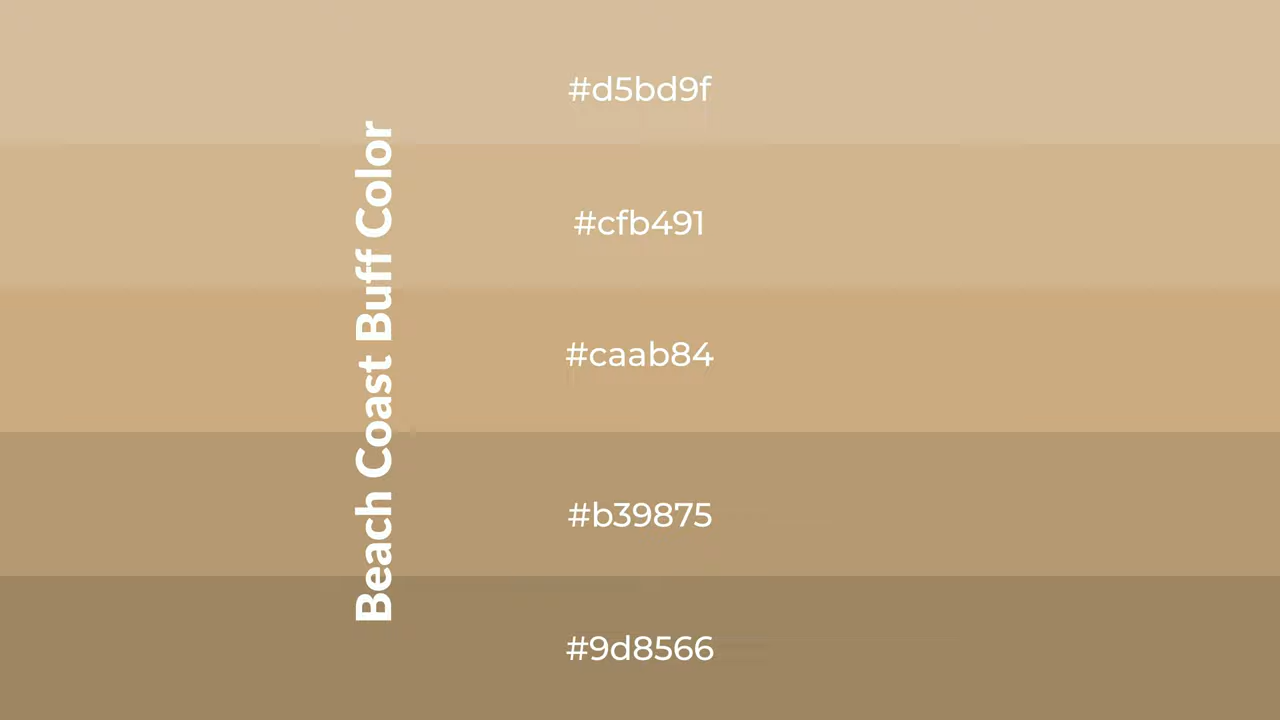 Beach Coast Buff Color
#d5bd9f
#cfb491
#caab84
#b39875
#9d8566